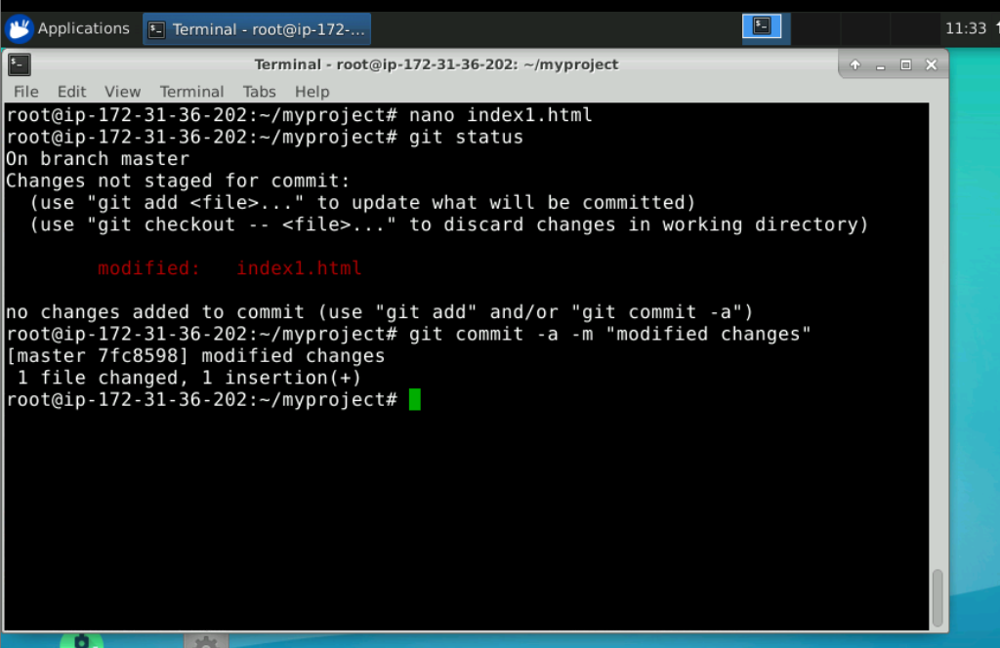 Applications
Terminal - root@ip-172-...
11:33
Terminal - root@ip-172-31-36-202: ~/myproject
File Edit View Terminal Tabs Help
root@ip-172-31-36-202:~/myproject# nano index1.html
root@ip-172-31-36-202:~/myproject# git status
On branch master
Changes not staged for commit:
  (use "git add <file>..." to update what will be committed)
  (use "git checkout -- <file>..." to discard changes in working directory)
        modified:   index1.html
no changes added to commit (use "git add" and/or "git commit -a")
root@ip-172-31-36-202:~/myproject# git commit -a -m "modified changes"
[master 7fc8598] modified changes
 1 file changed, 1 insertion(+)
root@ip-172-31-36-202:~/myproject#